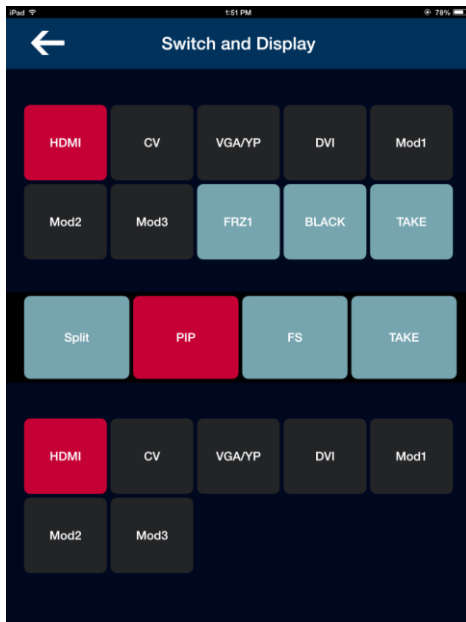 iPad 1:51 PM 78%
Switch and Display
HDMI CV VGA/YP DVI Mod1
Mod2 Mod3 FRZ1 BLACK TAKE
Split PIP FS TAKE
HDMI CV VGA/YP DVI Mod1
Mod2 Mod3